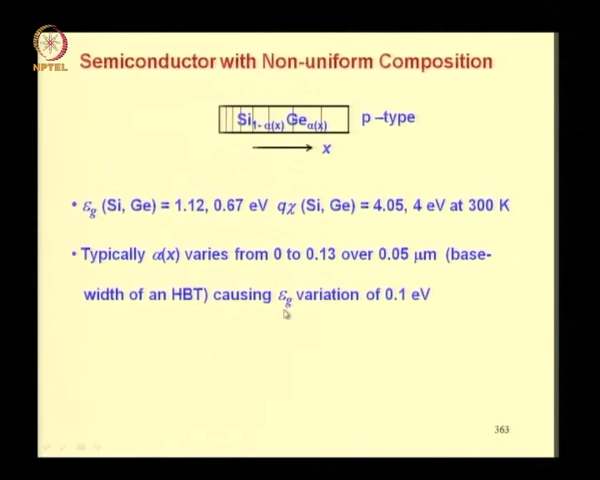 NPTEL
Semiconductor with Non-uniform Composition
Si1-α(x)Geα(x) p –type
x
• εg (Si, Ge) = 1.12, 0.67 eV qχ (Si, Ge) = 4.05, 4 eV at 300 K
• Typically α(x) varies from 0 to 0.13 over 0.05 μm (base-
width of an HBT) causing εg variation of 0.1 eV
363